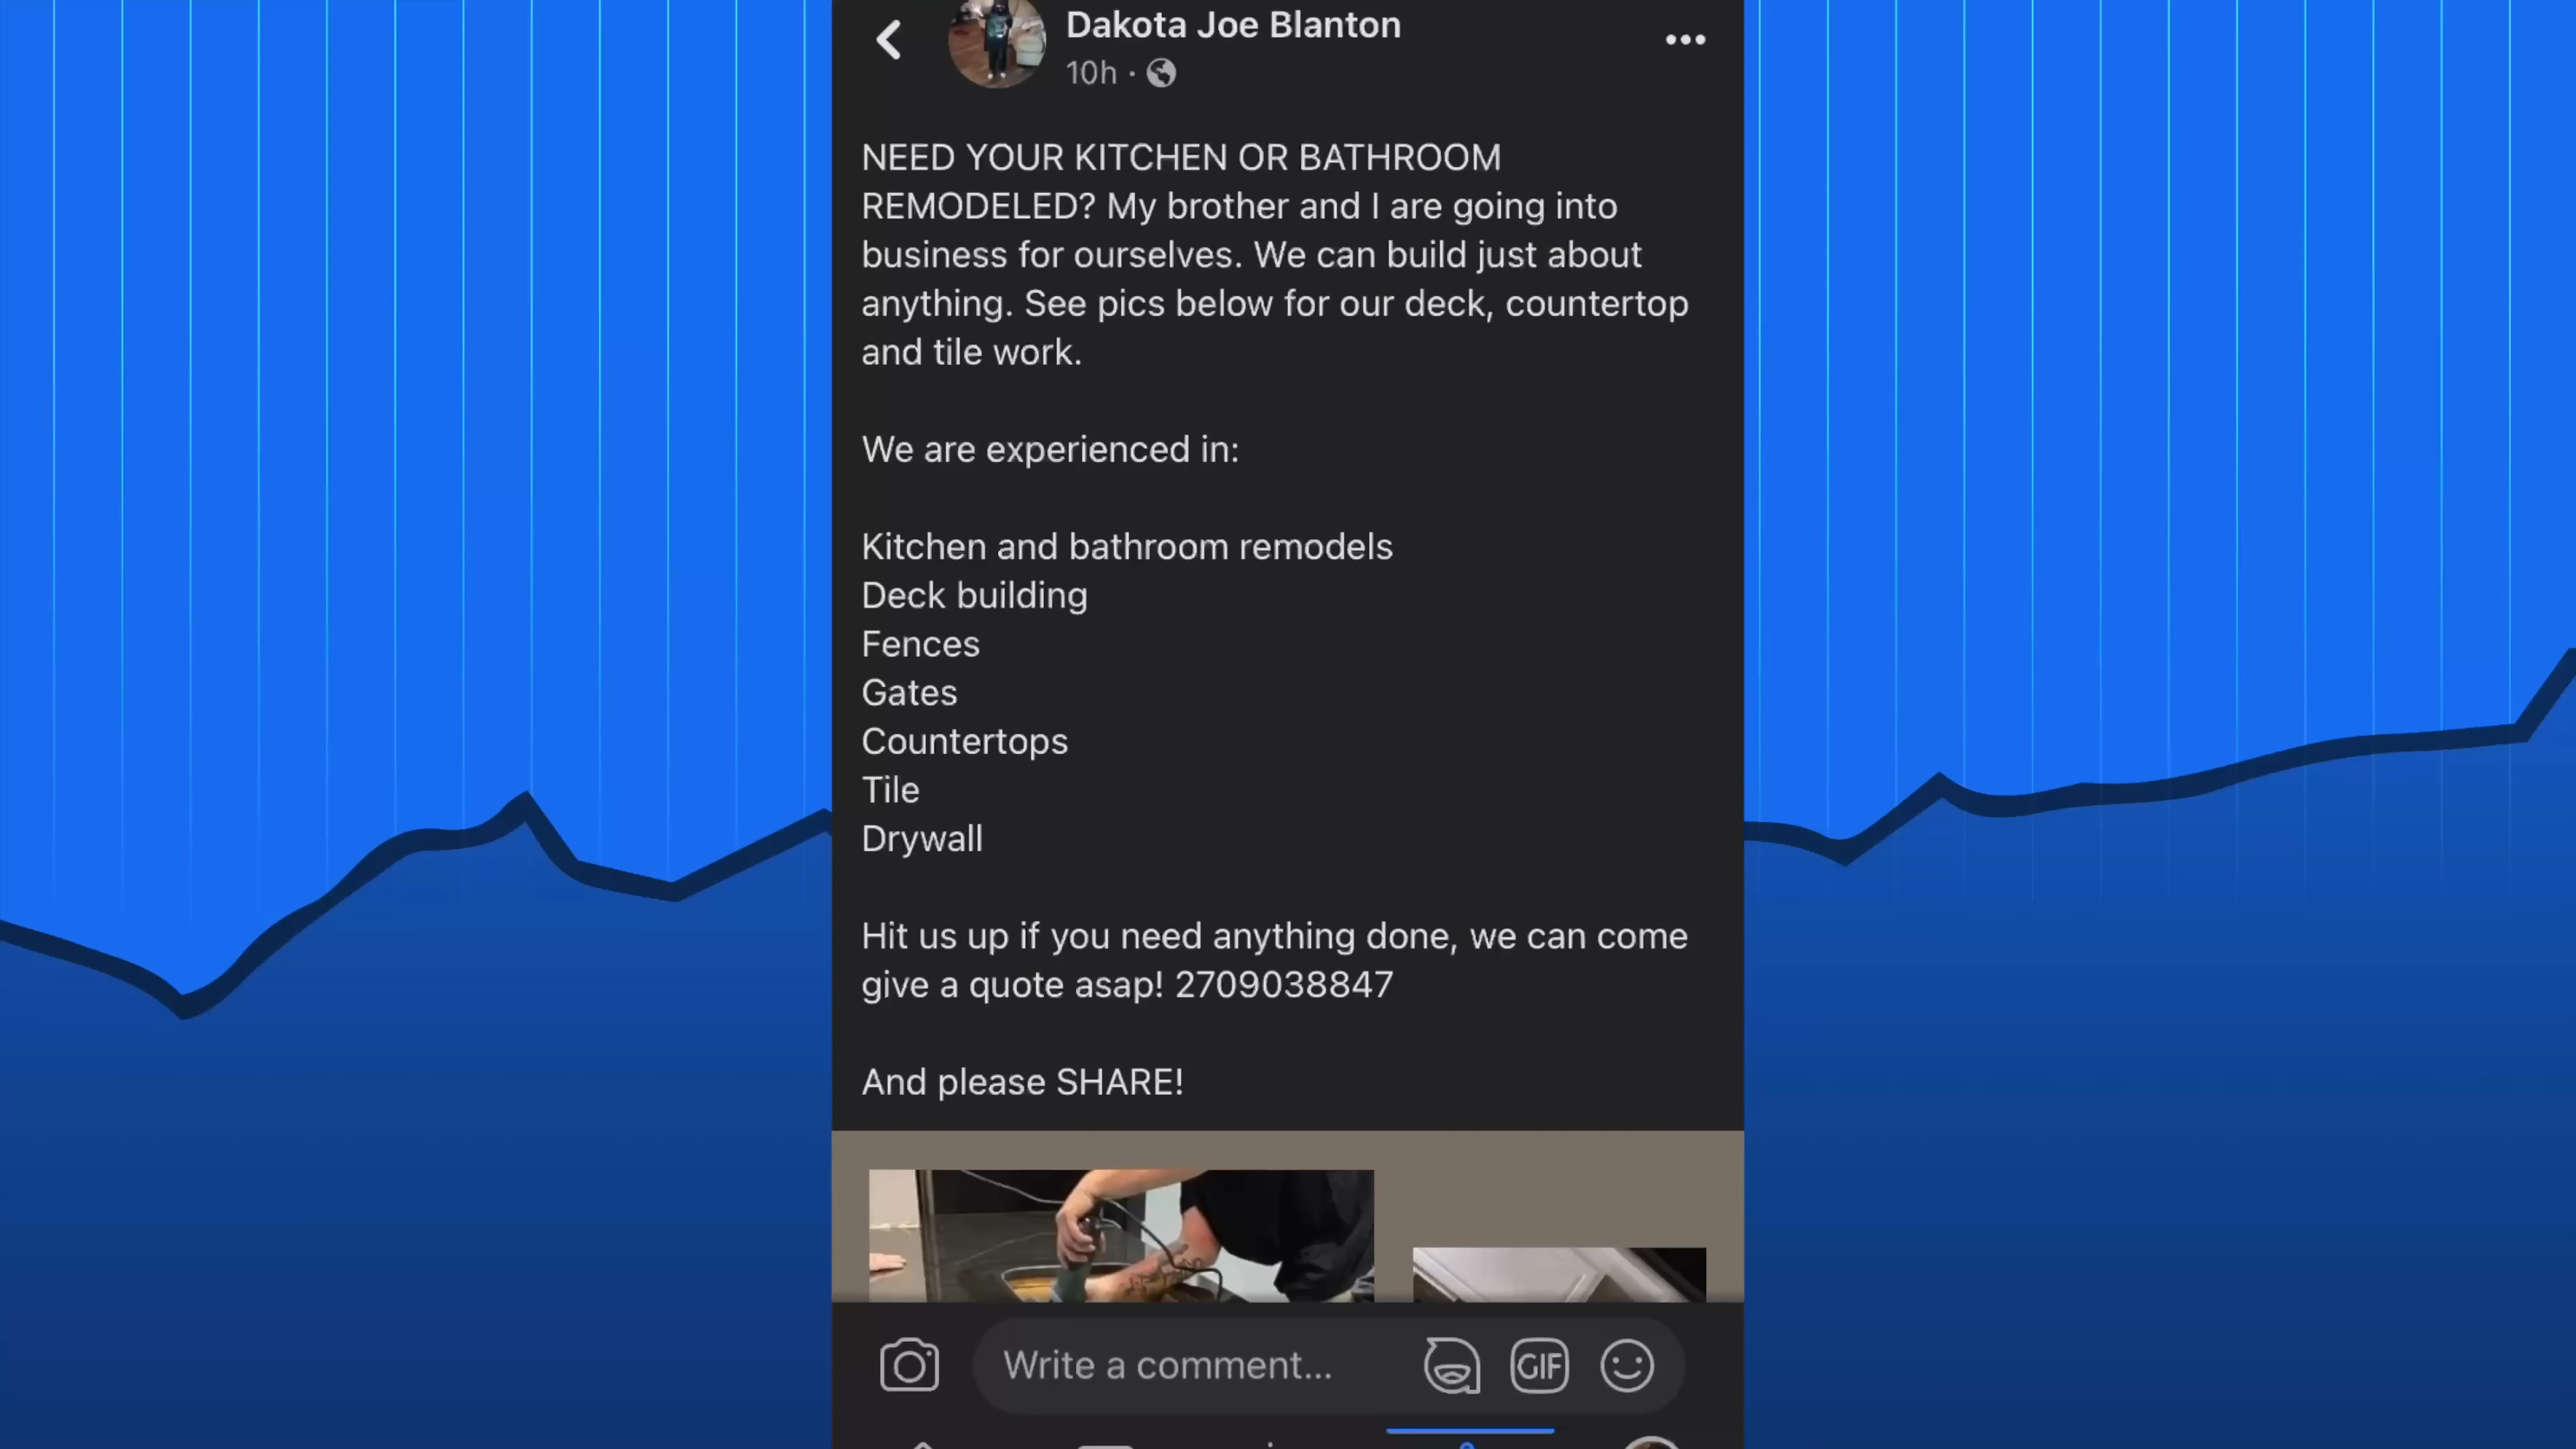 Dakota Joe Blanton
10h ·
NEED YOUR KITCHEN OR BATHROOM
REMODELED? My brother and I are going into
business for ourselves. We can build just about
anything. See pics below for our deck, countertop
and tile work.
We are experienced in:
Kitchen and bathroom remodels
Deck building
Fences
Gates
Countertops
Tile
Drywall
Hit us up if you need anything done, we can come
give a quote asap! 2709038847
And please SHARE!
Write a comment...
GIF